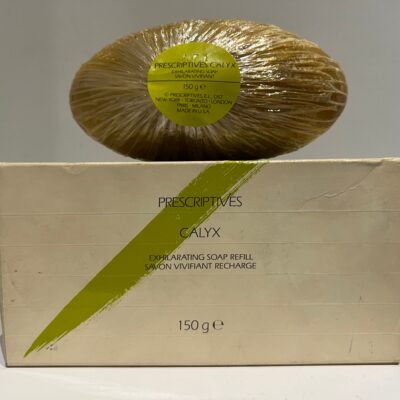 PRESCRIPTIVES CALYX
EXHILARATING SOAP
SAVON VIVIFIANT
150 g ℮
© PRESCRIPTIVES E.L. DIST.
NEW YORK · TORONTO · LONDON
PARIS · MILANO
MADE IN U.S.A.
PRESCRIPTIVES
CALYX
EXHILARATING SOAP REFILL
SAVON VIVIFIANT RECHARGE
150 g ℮